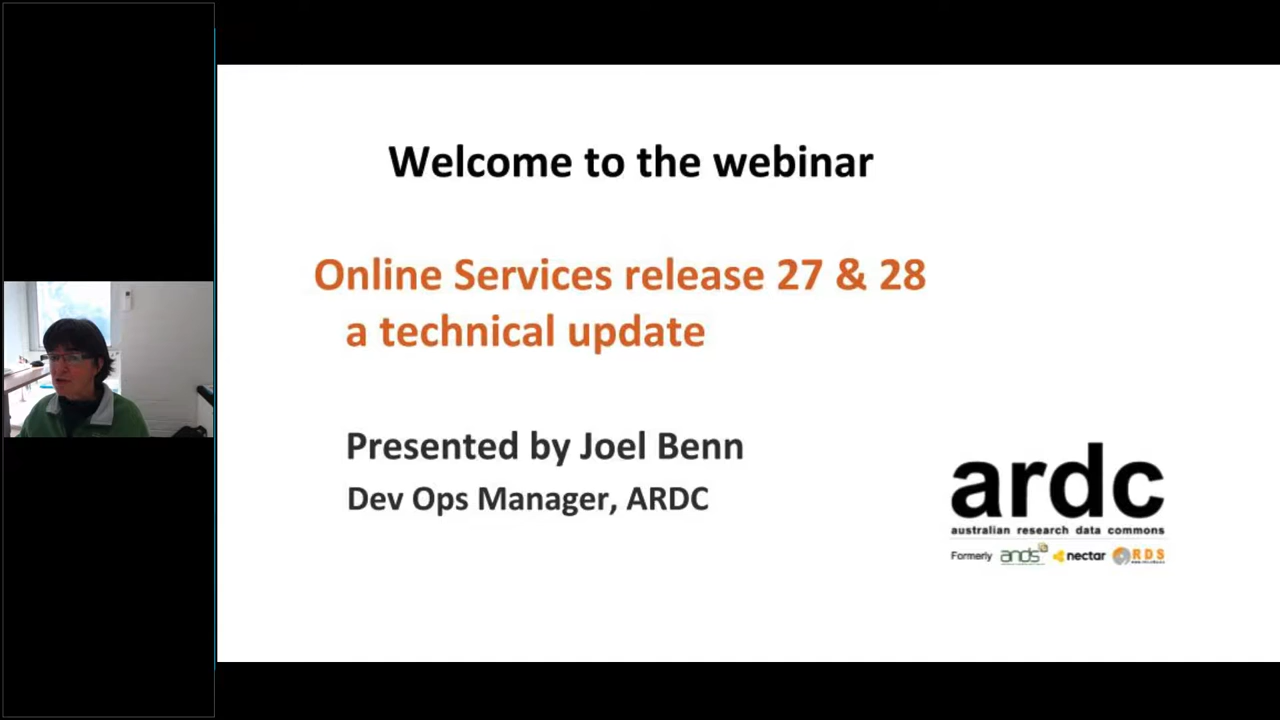 Welcome to the webinar
Online Services release 27 & 28
a technical update
Presented by Joel Benn
Dev Ops Manager, ARDC
ardc
australian research data commons
Formerly ands nectar RDS